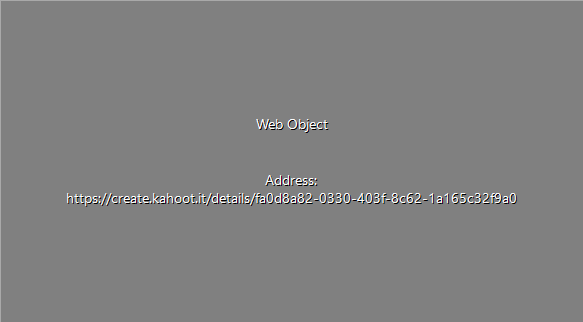 Web Object
Address:
https://create.kahoot.it/details/fa0d8a82-0330-403f-8c62-1a165c32f9a0